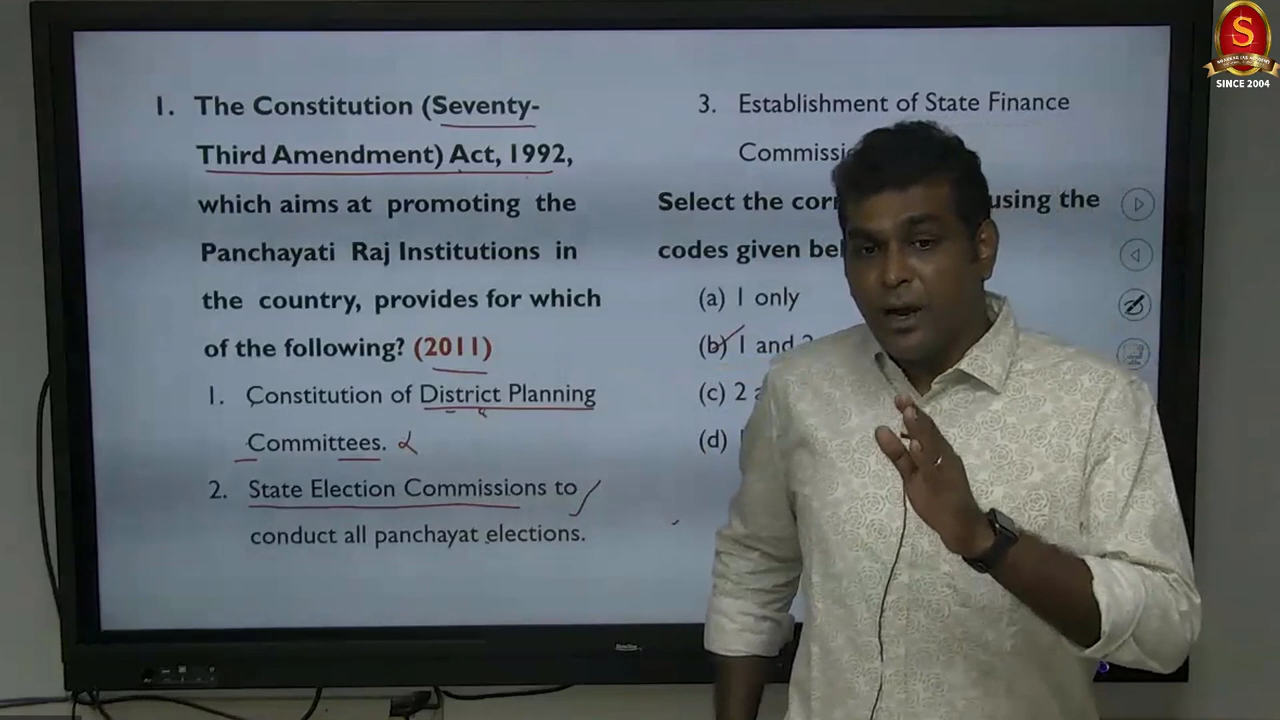 1. The Constitution (Seventy-
Third Amendment) Act, 1992,
which aims at promoting the
Panchayati Raj Institutions in
the country, provides for which
of the following? (2011)
1. Constitution of District Planning
Committees.
2. State Election Commissions to
conduct all panchayat elections.
3. Establishment of State Finance
Select the using the
codes given
(a) 1 only
(b) 1 and
(c) 2
(d)
S
SINCE 2004